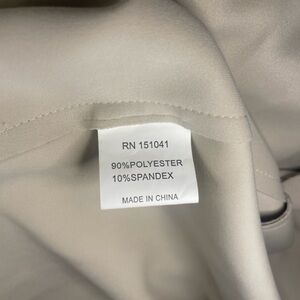 RN 151041
90%POLYESTER
10%SPANDEX
MADE IN CHINA